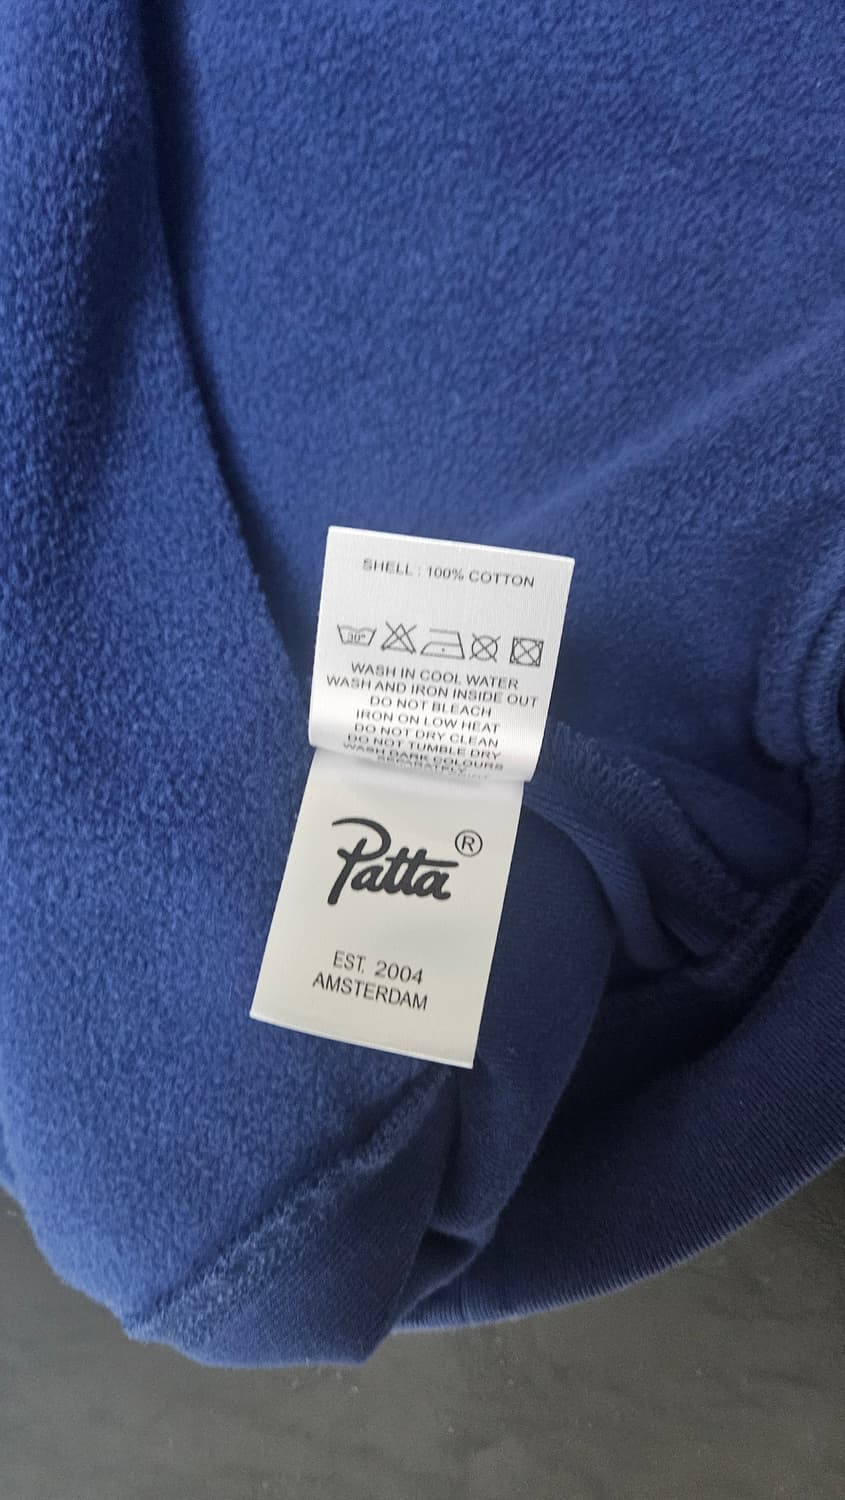 SHELL : 100% COTTON
30°
WASH IN COOL WATER
WASH AND IRON INSIDE OUT
DO NOT BLEACH
IRON ON LOW HEAT
DO NOT DRY CLEAN
DO NOT TUMBLE DRY
WASH DARK COLOURS
SEPARATELY
Patta®
EST. 2004
AMSTERDAM